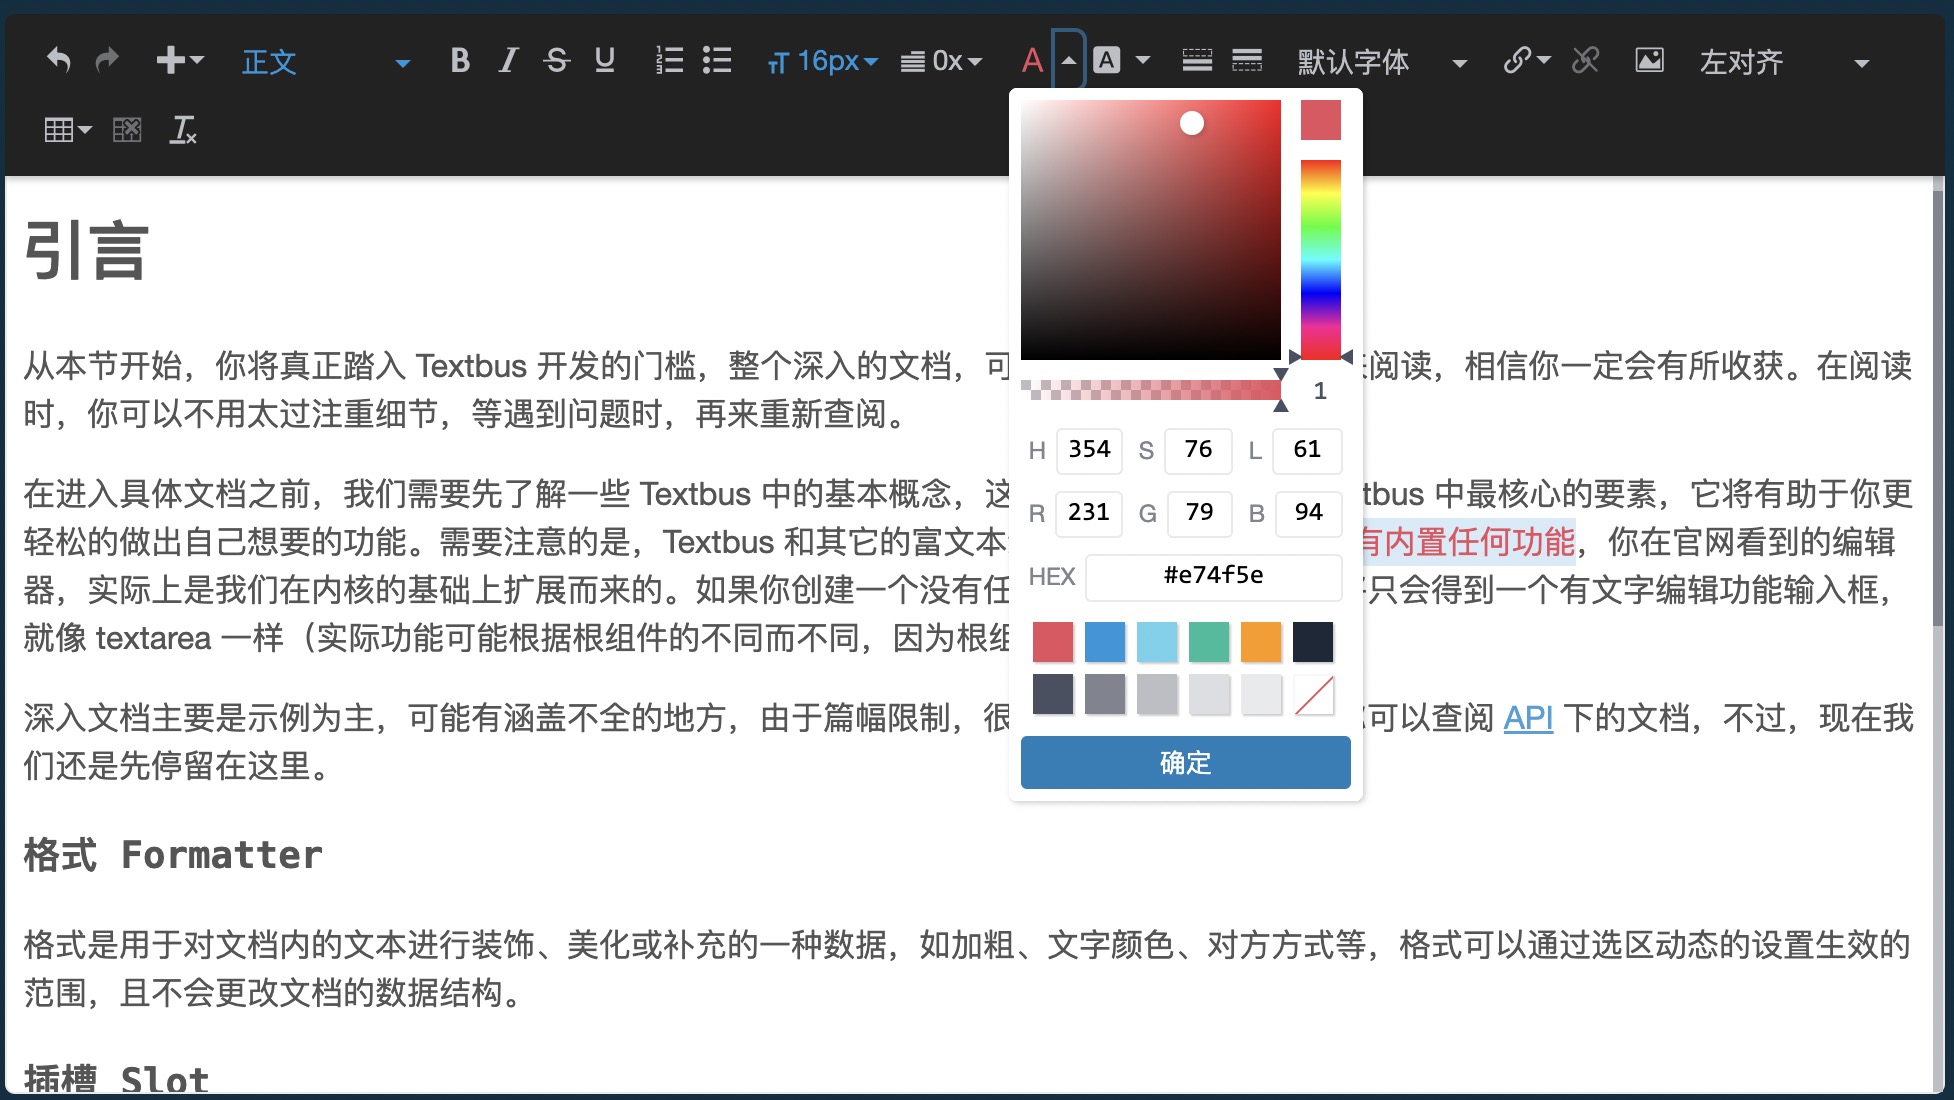 正文
B I S U
16px
0x
A
A
默认字体
左对齐
引言
从本节开始，你将真正踏入 Textbus 开发的门槛，整个深入的文档，可
阅读，相信你一定会有所收获。在阅读
时，你可以不用太过注重细节，等遇到问题时，再来重新查阅。
在进入具体文档之前，我们需要先了解一些 Textbus 中的基本概念，这
tbus 中最核心的要素，它将有助于你更
轻松的做出自己想要的功能。需要注意的是，Textbus 和其它的富文本
有内置任何功能，你在官网看到的编辑
器，实际上是我们在内核的基础上扩展而来的。如果你创建一个没有任
只会得到一个有文字编辑功能输入框，
就像 textarea 一样（实际功能可能根据根组件的不同而不同，因为根组
深入文档主要是示例为主，可能有涵盖不全的地方，由于篇幅限制，很
可以查阅 API 下的文档，不过，现在我
们还是先停留在这里。
格式 Formatter
格式是用于对文档内的文本进行装饰、美化或补充的一种数据，如加粗、文字颜色、对方方式等，格式可以通过选区动态的设置生效的
范围，且不会更改文档的数据结构。
插槽 Slot
1
H 354 S 76 L 61
R 231 G 79 B 94
HEX #e74f5e
确定